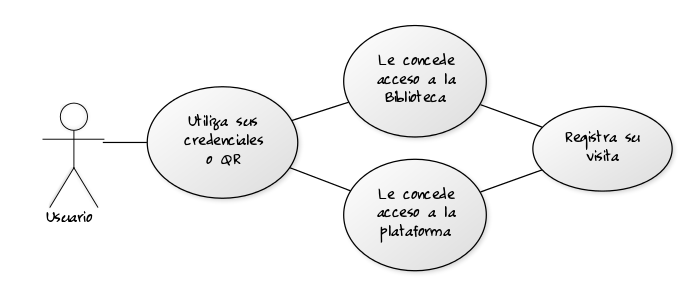 Usuario
Utiliza sus
credenciales
o QR
Le concede
acceso a la
Biblioteca
Le concede
acceso a la
plataforma
Registra su
visita